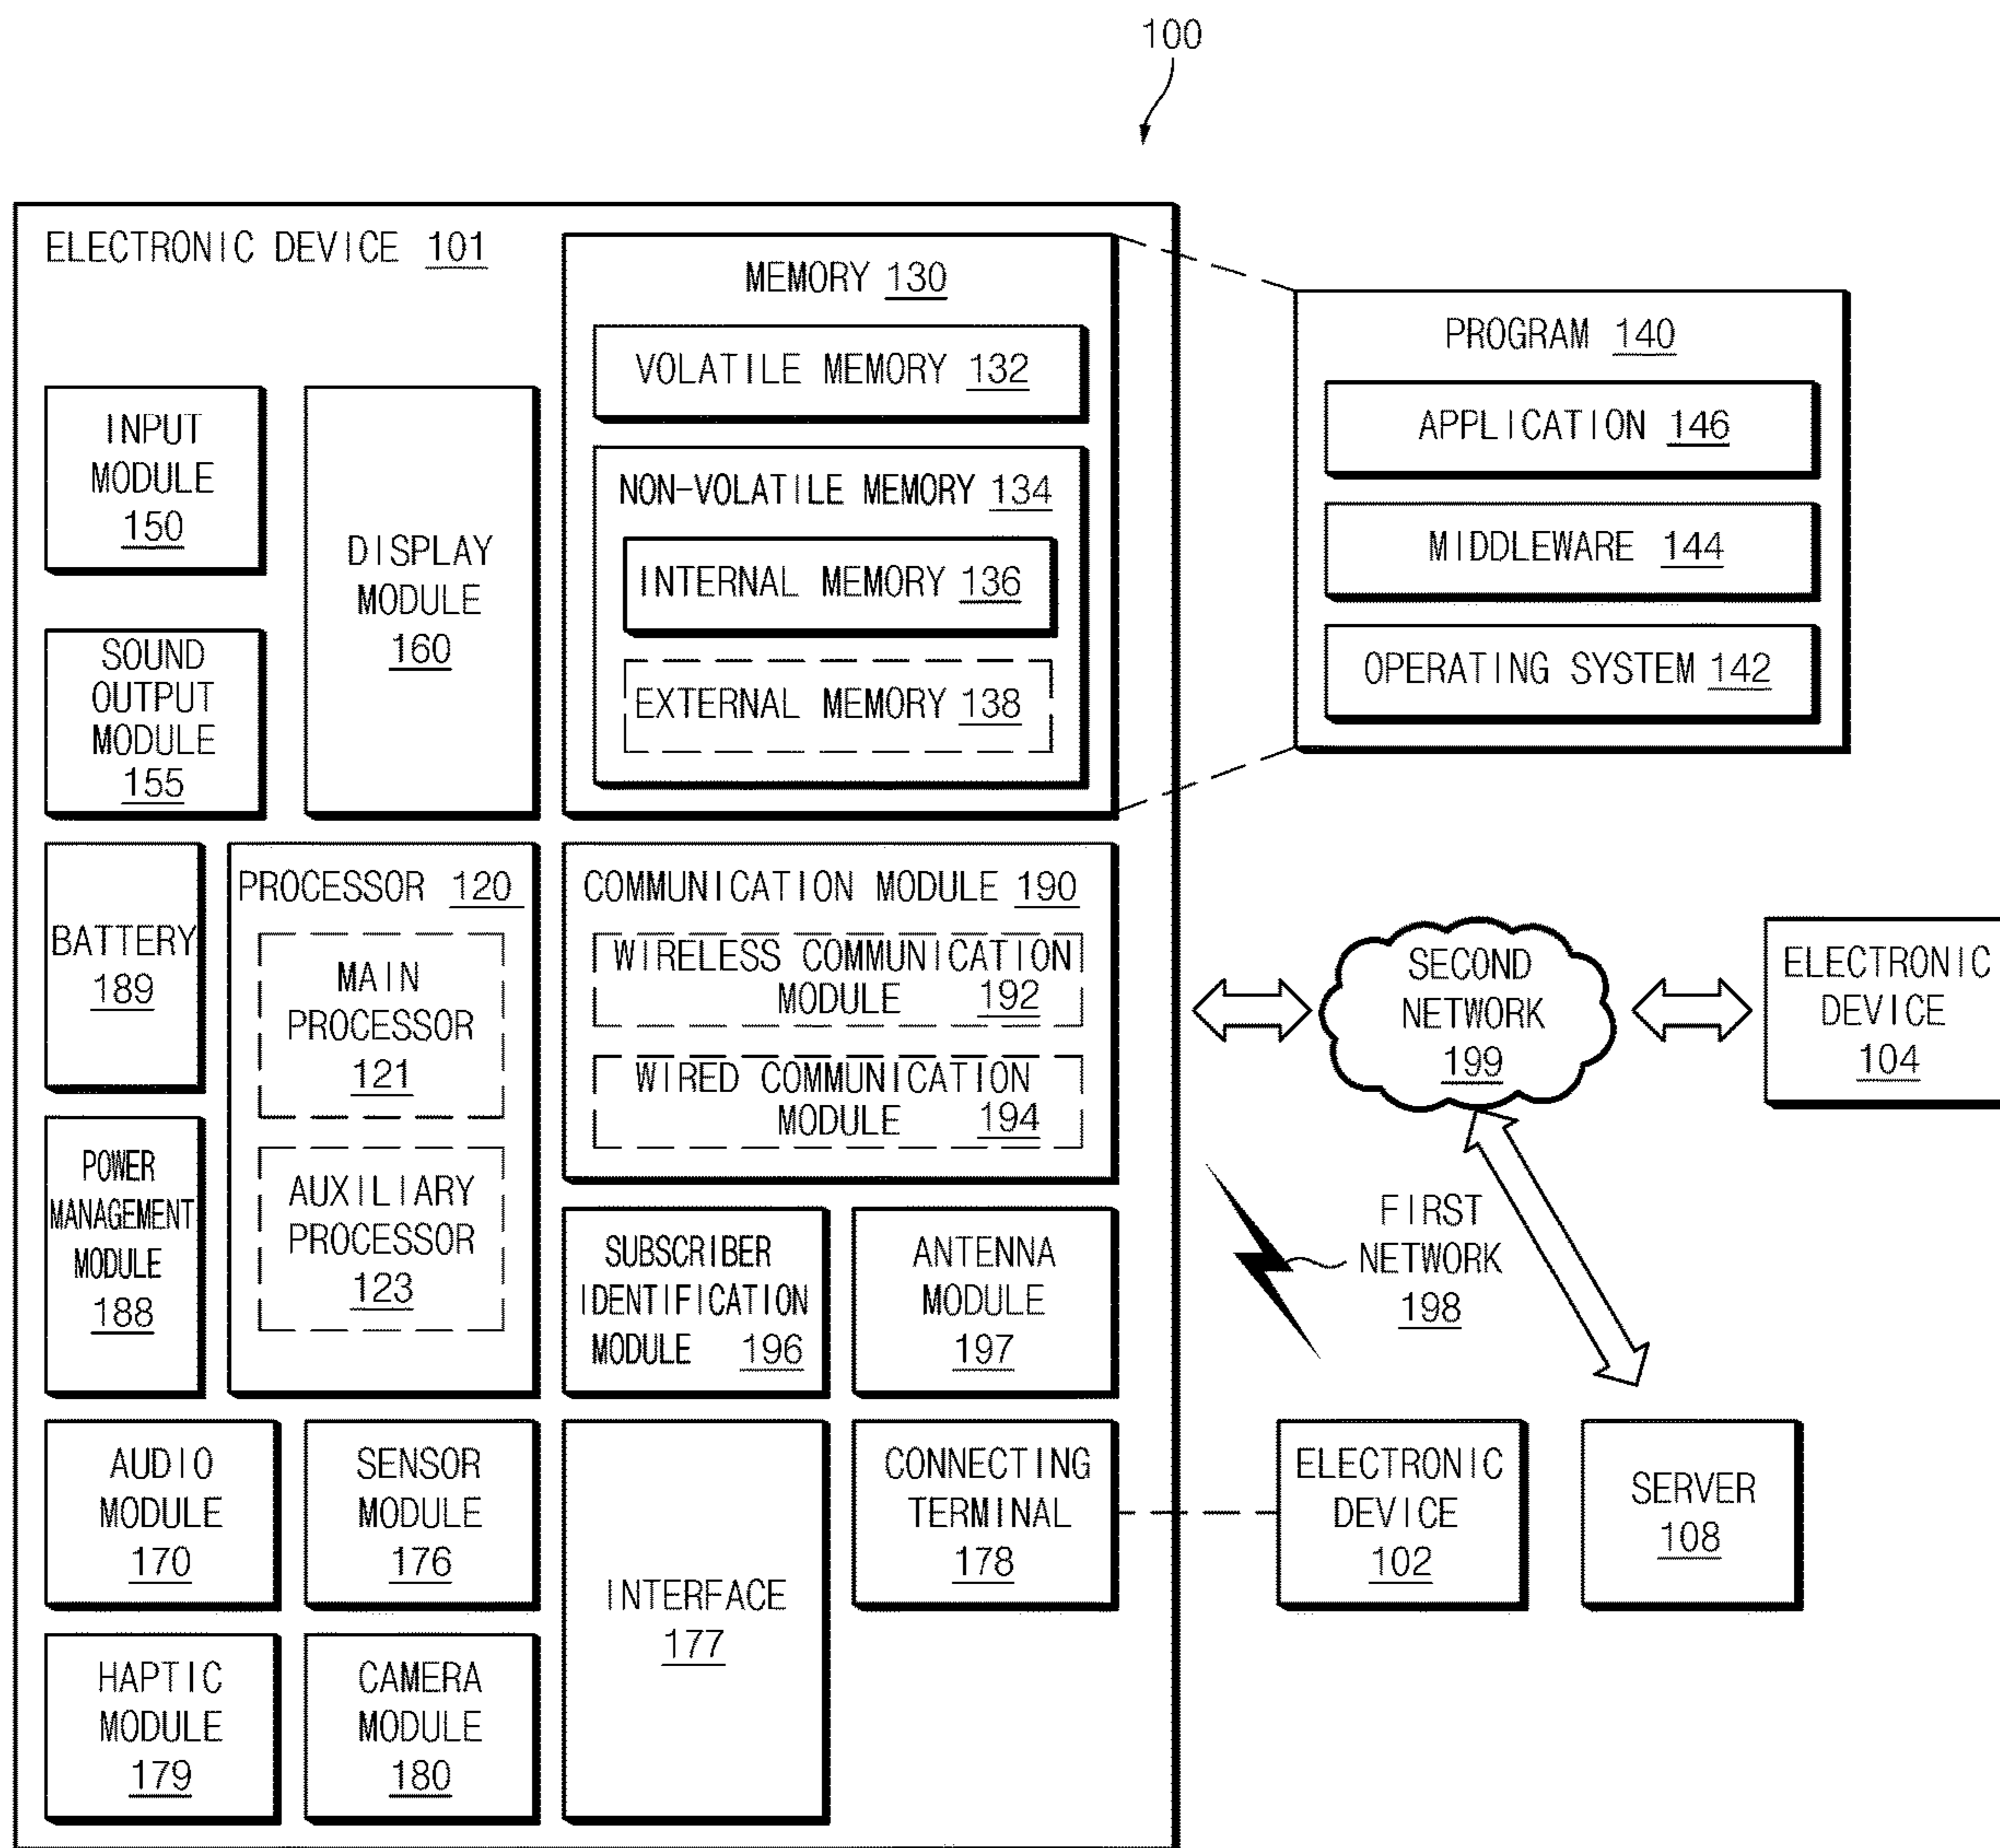 100
ELECTRONIC DEVICE 101
MEMORY 130
VOLATILE MEMORY 132
NON-VOLATILE MEMORY 134
INTERNAL MEMORY 136
EXTERNAL MEMORY 138
PROGRAM 140
APPLICATION 146
MIDDLEWARE 144
OPERATING SYSTEM 142
INPUT
MODULE
150
DISPLAY
MODULE
160
SOUND
OUTPUT
MODULE
155
BATTERY
189
PROCESSOR 120
MAIN
PROCESSOR
121
AUXILIARY
PROCESSOR
123
POWER
MANAGEMENT
MODULE
188
COMMUNICATION MODULE 190
WIRELESS COMMUNICATION
MODULE 192
WIRED COMMUNICATION
MODULE 194
SUBSCRIBER
IDENTIFICATION
MODULE 196
ANTENNA
MODULE
197
SECOND
NETWORK
199
ELECTRONIC
DEVICE
104
FIRST
NETWORK
198
AUDIO
MODULE
170
SENSOR
MODULE
176
INTERFACE
177
CONNECTING
TERMINAL
178
ELECTRONIC
DEVICE
102
SERVER
108
HAPTIC
MODULE
179
CAMERA
MODULE
180